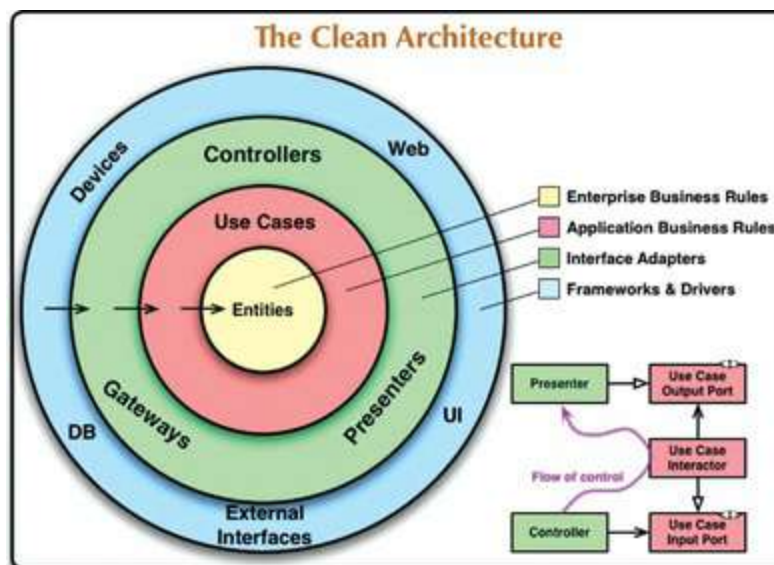 The Clean Architecture
Devices
Web
Controllers
Use Cases
Entities
Gateways
Presenters
DB
UI
External
Interfaces
Enterprise Business Rules
Application Business Rules
Interface Adapters
Frameworks & Drivers
Presenter
Use Case
Output Port
Use Case
Interactor
Flow of control
Controller
Use Case
Input Port